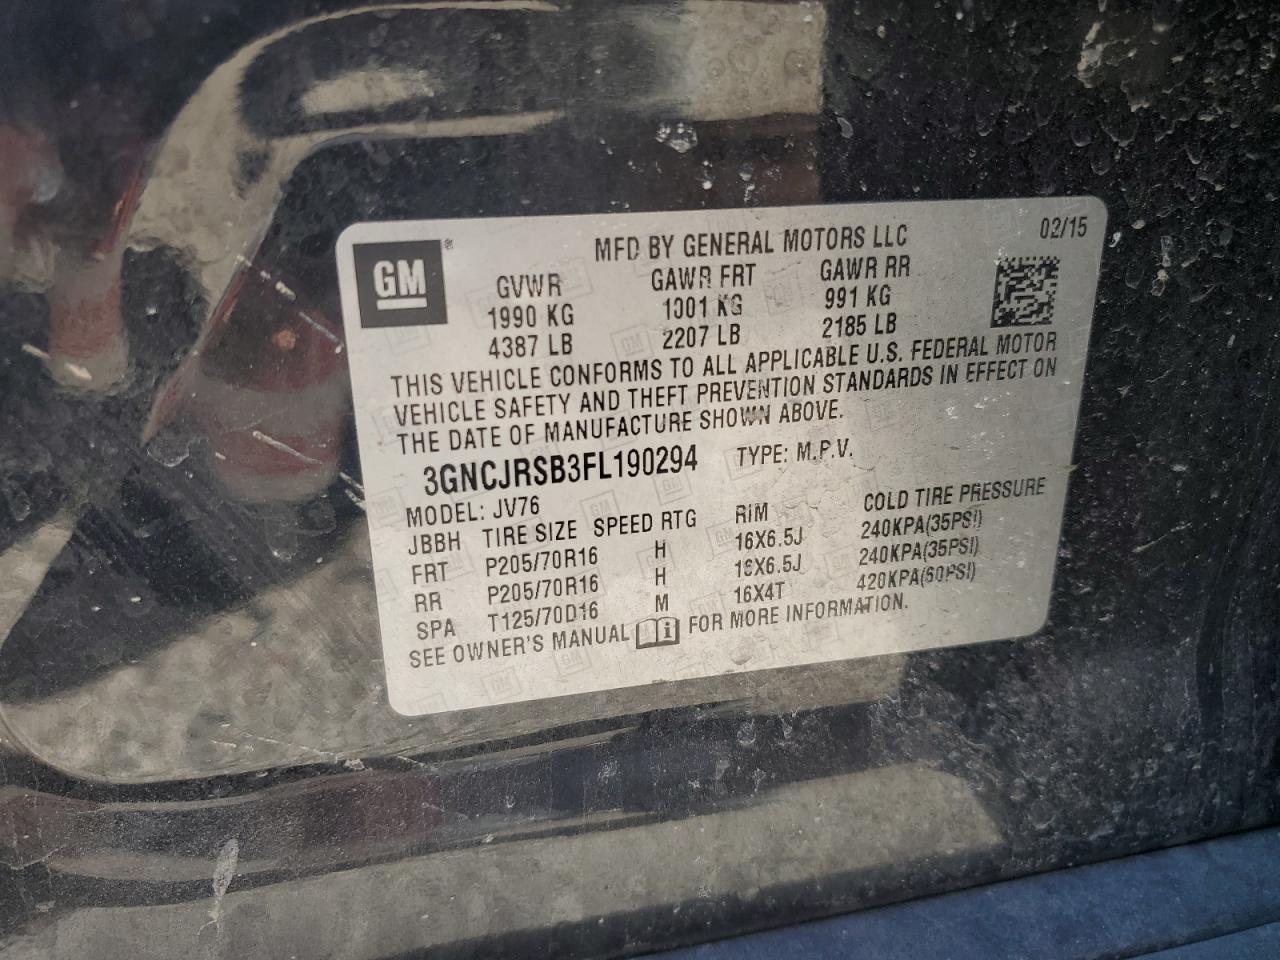 GM ®
MFD BY GENERAL MOTORS LLC 02/15
GVWR GAWR FRT GAWR RR
1990 KG 1301 KG 991 KG
4387 LB 2207 LB 2185 LB
THIS VEHICLE CONFORMS TO ALL APPLICABLE U.S. FEDERAL MOTOR
VEHICLE SAFETY AND THEFT PREVENTION STANDARDS IN EFFECT ON
THE DATE OF MANUFACTURE SHOWN ABOVE.
3GNCJRSB3FL190294 TYPE: M.P.V.
MODEL: JV76
JBBH TIRE SIZE SPEED RTG RIM COLD TIRE PRESSURE
FRT P205/70R16 H 16X6.5J 240KPA(35PSI)
RR P205/70R16 H 16X6.5J 240KPA(35PSI)
SPA T125/70D16 M 16X4T 420KPA(60PSI)
SEE OWNER'S MANUAL i FOR MORE INFORMATION.